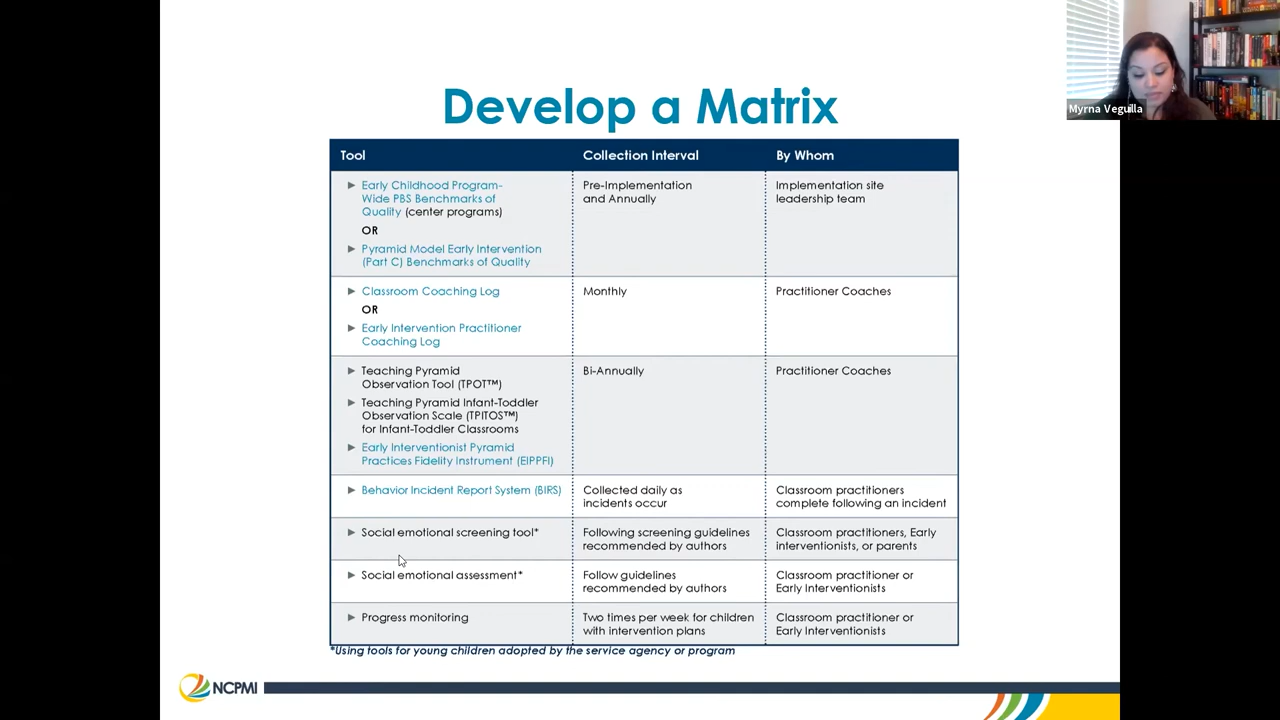 Myrna Veguilla
Develop a Matrix
Tool Collection Interval By Whom
Early Childhood Program-
Wide PBS Benchmarks of
Quality (center programs)
OR
Pyramid Model Early Intervention
(Part C) Benchmarks of Quality
Pre-Implementation
and Annually
Implementation site
leadership team
Classroom Coaching Log
OR
Early Intervention Practitioner
Coaching Log
Monthly
Practitioner Coaches
Teaching Pyramid
Observation Tool (TPOT™)
Teaching Pyramid Infant-Toddler
Observation Scale (TPITOS™)
for Infant-Toddler Classrooms
Early Interventionist Pyramid
Practices Fidelity Instrument (EIPPFI)
Bi-Annually
Practitioner Coaches
Behavior Incident Report System (BIRS)
Collected daily as
incidents occur
Classroom practitioners
complete following an incident
Social emotional screening tool*
Following screening guidelines
recommended by authors
Classroom practitioners, Early
interventionists, or parents
Social emotional assessment*
Follow guidelines
recommended by authors
Classroom practitioner or
Early Interventionists
Progress monitoring
Two times per week for children
with intervention plans
Classroom practitioner or
Early Interventionists
*Using tools for young children adopted by the service agency or program
NCPMI